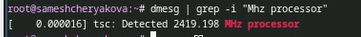 root@sameshcheryakova:~# dmesg | grep -i "Mhz processor"
[    0.000016] tsc: Detected 2419.198 MHz processor